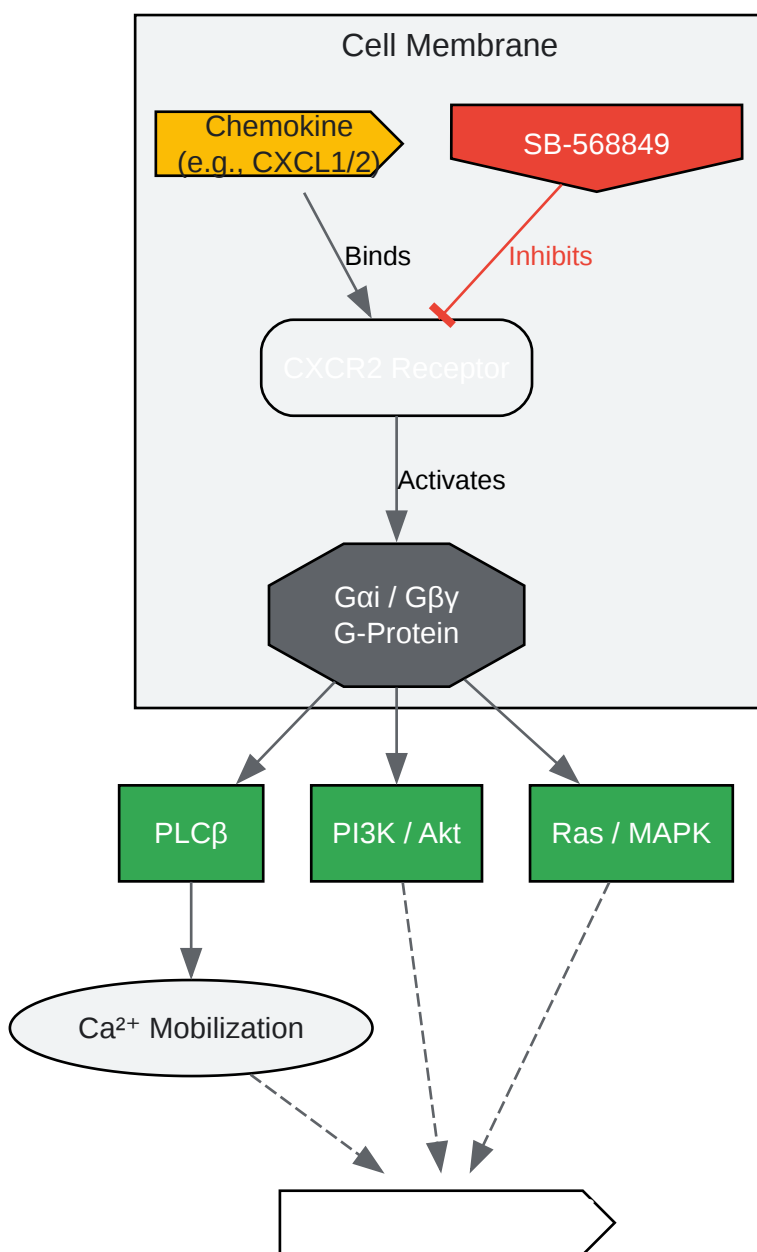 Cell Membrane
Chemokine
(e.g., CXCL1/2)
SB-568849
Binds
Inhibits
CXCR2 Receptor
Activates
Gαi / Gβγ
G-Protein
PLCβ
PI3K / Akt
Ras / MAPK
Ca²⁺ Mobilization